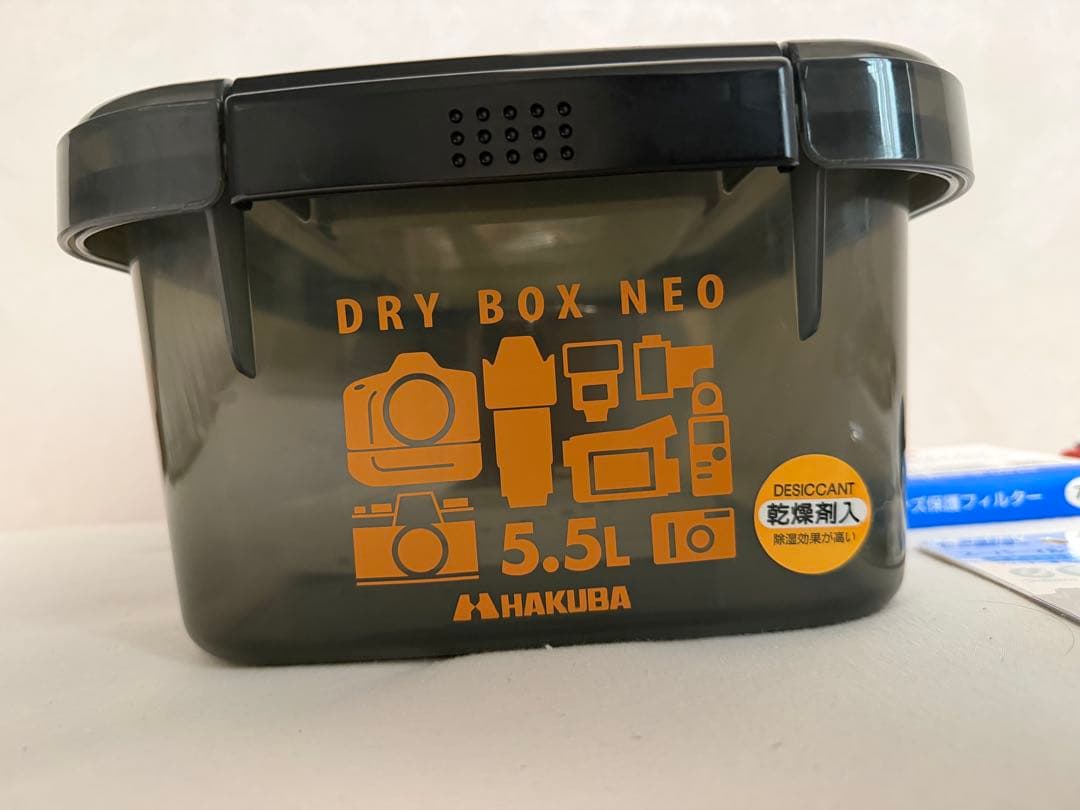 DRY BOX NEO
5.5L
HAKUBA
DESICCANT
乾燥剤入
除湿効果が高い
ズ保護フィルター